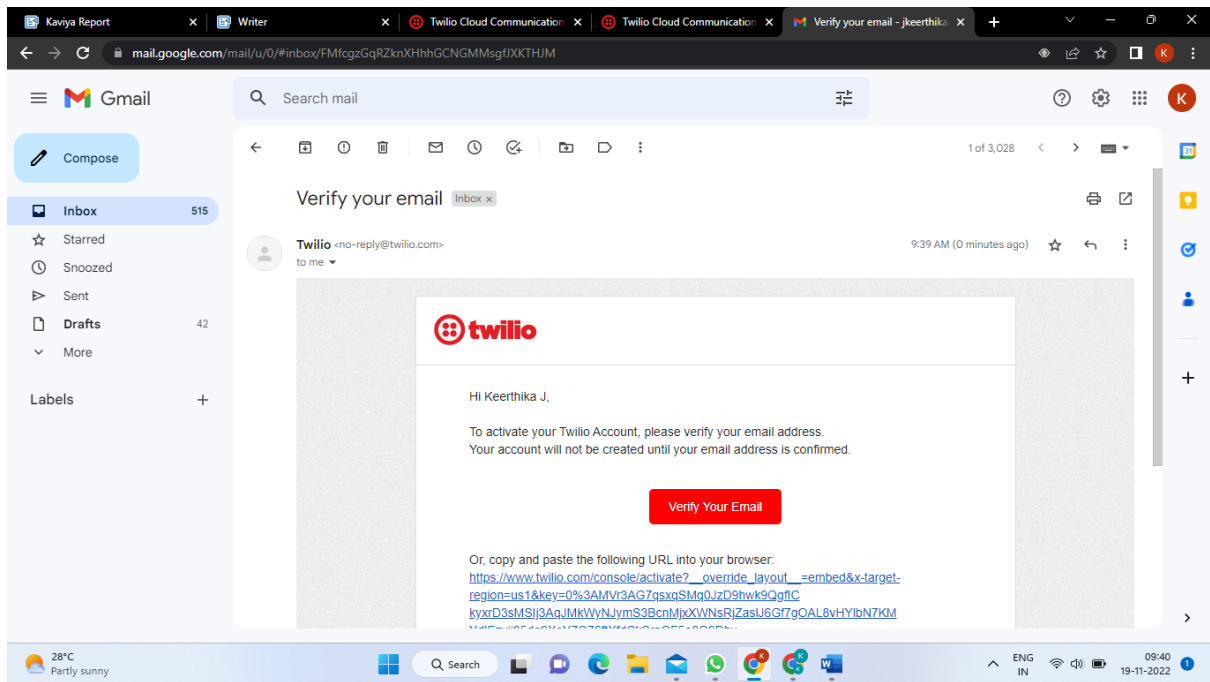 Kaviya Report
Writer
Twilio Cloud Communication
Twilio Cloud Communication
Verify your email - jkeerthika
mail.google.com/mail/u/0/#inbox/FMfcgzGqRZknXHhhGCNGMMsgfJXKTHJM
K
Gmail
Search mail
K
Compose
1 of 3,028
31
Verify your email
Inbox ×
Inbox 515
Starred
Snoozed
Sent
Drafts 42
More
Labels
Twilio <no-reply@twilio.com>
9:39 AM (0 minutes ago)
to me
twilio
Hi Keerthika J,
To activate your Twilio Account, please verify your email address.
Your account will not be created until your email address is confirmed.
Verify Your Email
Or, copy and paste the following URL into your browser:
https://www.twilio.com/console/activate?__override_layout__=embed&x-target-
region=us1&key=0%3AMVr3AG7qsxqSMq0JzD9hwk9QgflC
kyxrD3sMSIj3AqJMkWyNJymS3BcnMjxXWNsRjZaslJ6Gf7gOAL8vHYlbN7KM
28°C
Partly sunny
Search
ENG
IN
09:40
19-11-2022
1